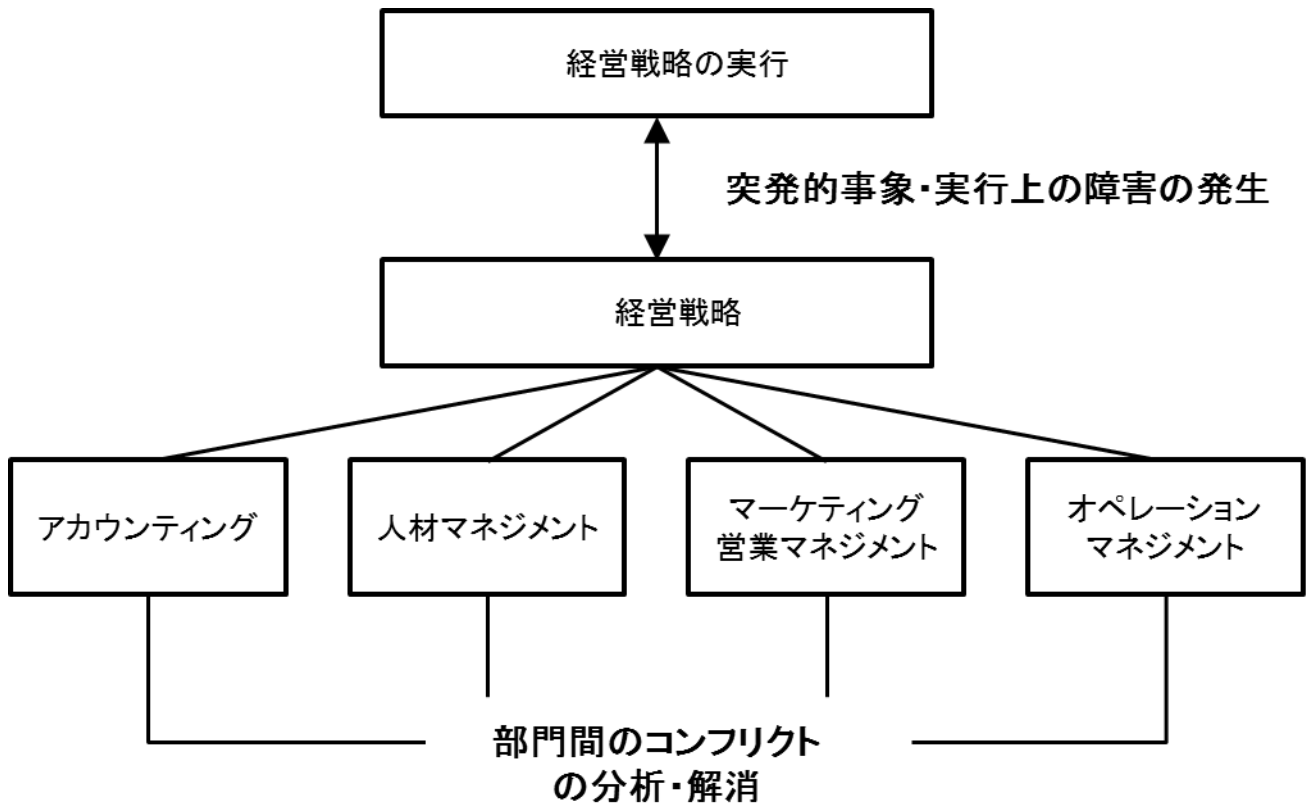 経営戦略の実行
突発的事象・実行上の障害の発生
経営戦略
アカウンティング
人材マネジメント
マーケティング
営業マネジメント
オペレーション
マネジメント
部門間のコンフリクト
の分析・解消